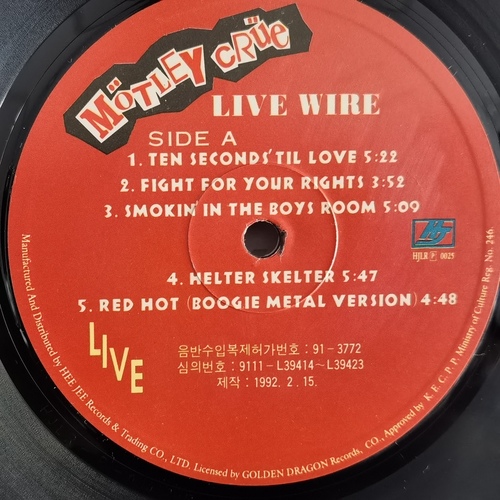 MÖTLEY CRÜE
LIVE WIRE
SIDE A
1. TEN SECONDS 'TIL LOVE 5:22
2. FIGHT FOR YOUR RIGHTS 3:52
3. SMOKIN' IN THE BOYS ROOM 5:09
HJLR Ⓟ 0025
4. HELTER SKELTER 5:47
5. RED HOT (BOOGIE METAL VERSION) 4:48
LIVE
음반수입복제허가번호 : 91-3772
심의번호 : 9111-L39414~L39423
제작 : 1992. 2. 15.
Manufactured And Distributed by HEE JEE Records & Trading CO., LTD. Licensed by GOLDEN DRAGON Records, CO., Approved by K. E. C. P. P. Ministry of Culture Reg. No. 246.